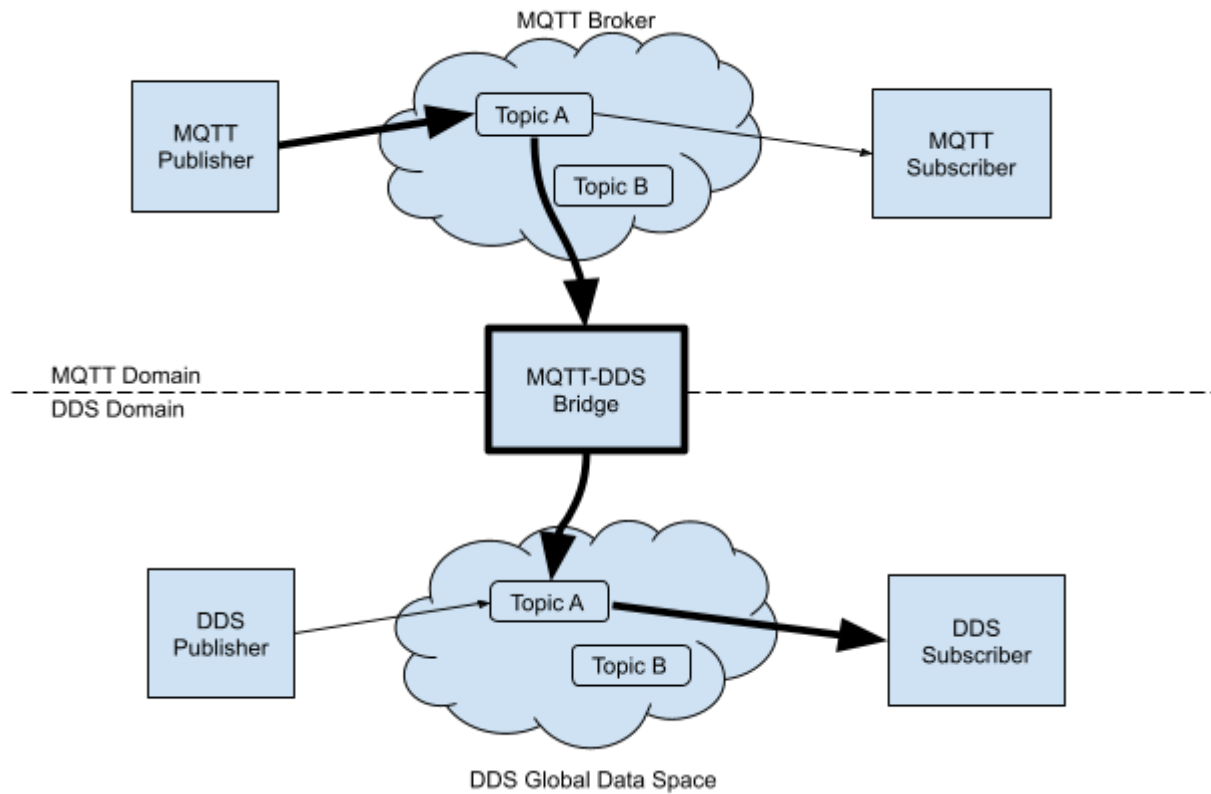 MQTT Broker
MQTT
Publisher
Topic A
Topic B
MQTT
Subscriber
MQTT Domain
DDS Domain
MQTT-DDS
Bridge
DDS
Publisher
Topic A
Topic B
DDS
Subscriber
DDS Global Data Space